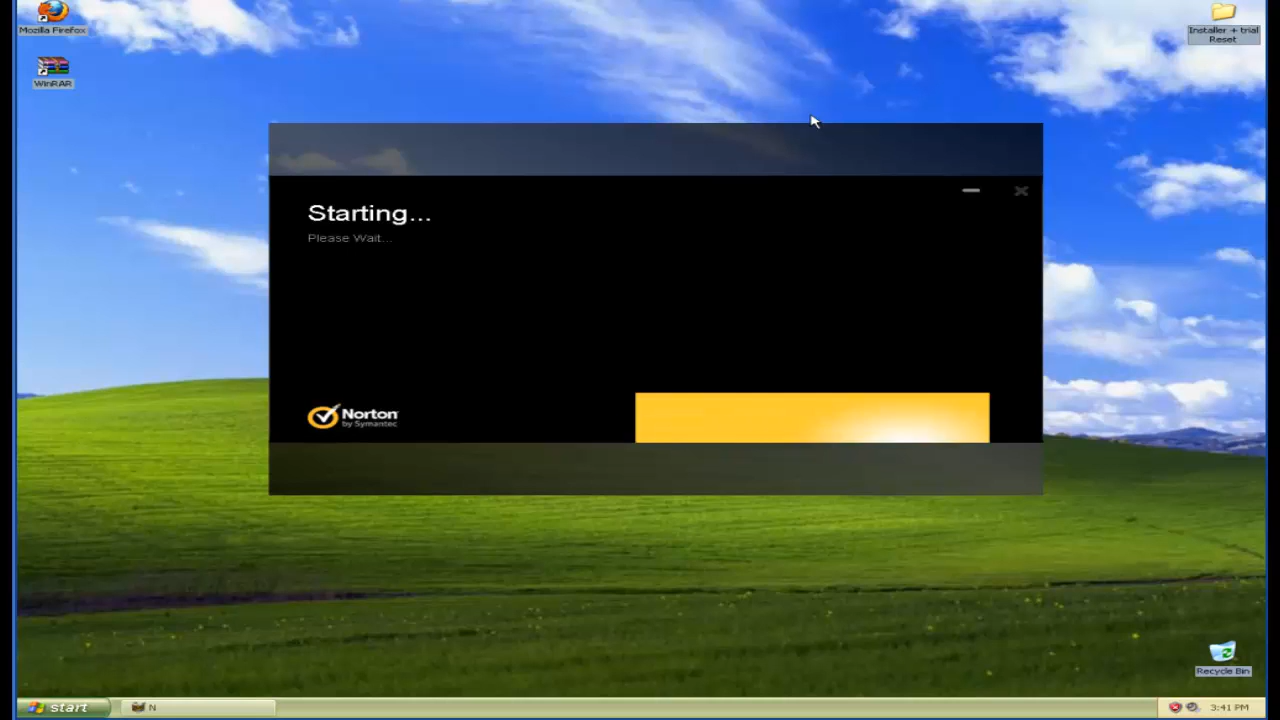 Mozilla Firefox
Installer + trial
Reset
WinRAR
Starting...
Please Wait...
Norton
by Symantec
Recycle Bin
start
N
3:41 PM